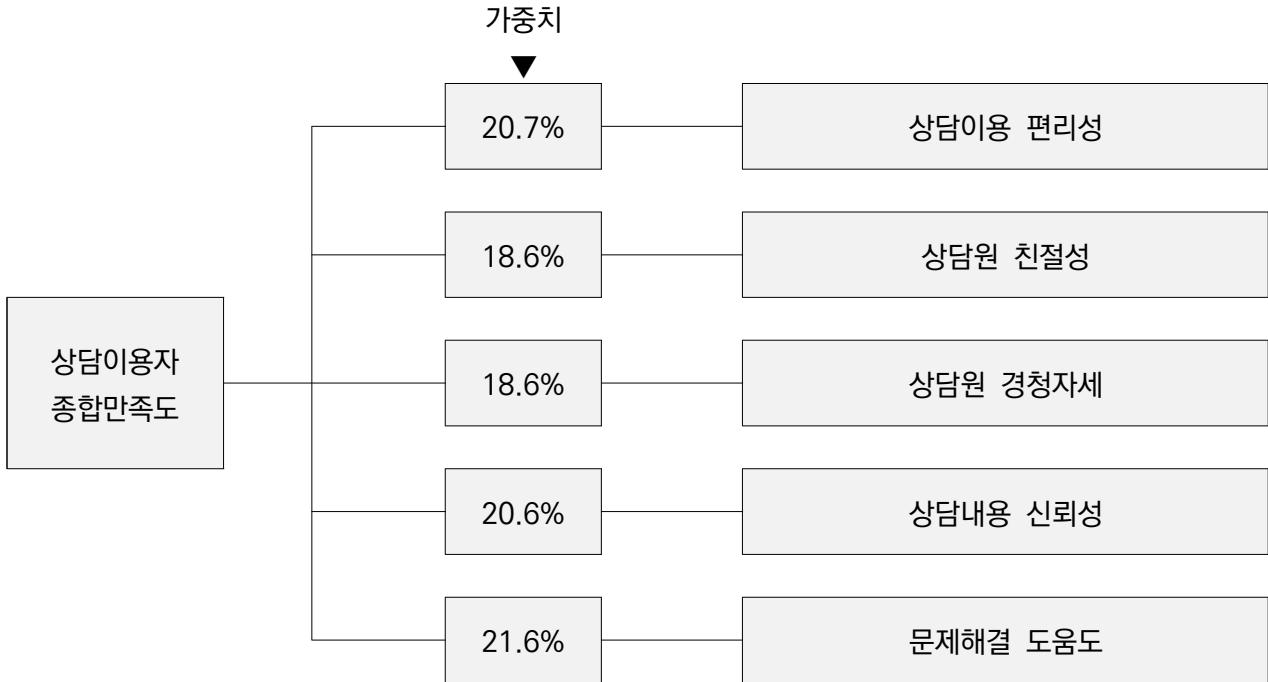 가중치
▼
20.7%
상담이용 편리성
18.6%
상담원 친절성
상담이용자
종합만족도
18.6%
상담원 경청자세
20.6%
상담내용 신뢰성
21.6%
문제해결 도움도